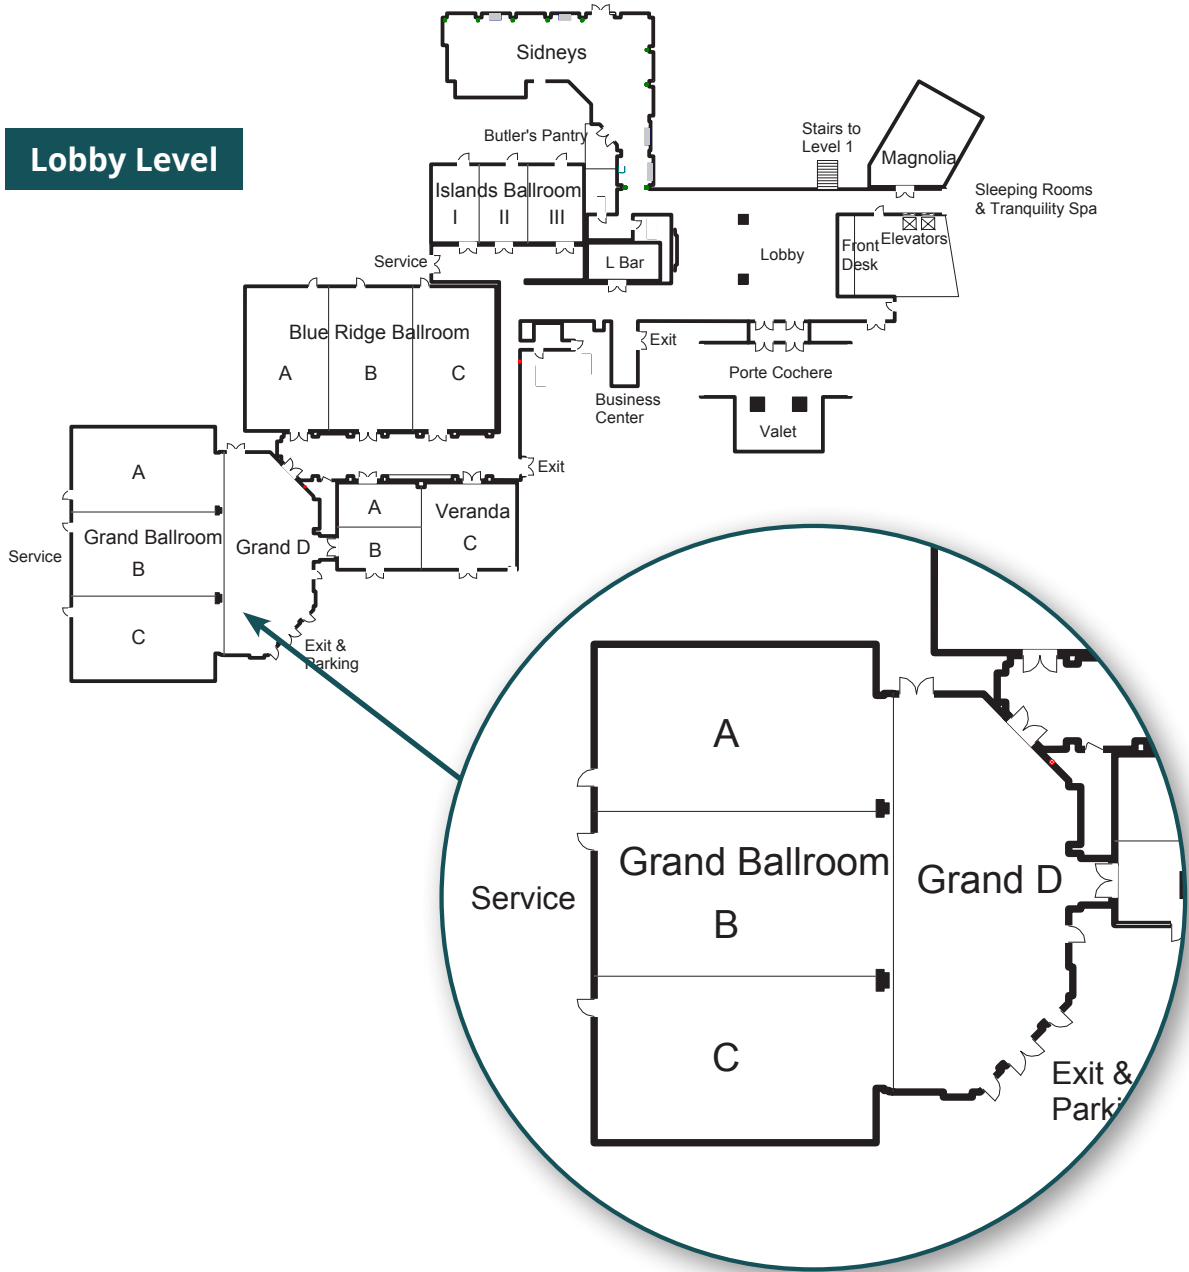 Sidneys
Lobby Level
Butler's Pantry
Stairs to
Level 1
Magnolia
Islands Ballroom
I
II
III
Sleeping Rooms
& Tranquility Spa
Service
L Bar
Lobby
Front
Desk
Elevators
Blue Ridge Ballroom
A
B
C
Exit
Porte Cochere
Business
Center
Valet
Exit
A
Grand Ballroom
B
C
Service
Grand D
A
B
Veranda
C
Exit &
Parking
A
Grand Ballroom
B
C
Service
Grand D
Exit &
Parki